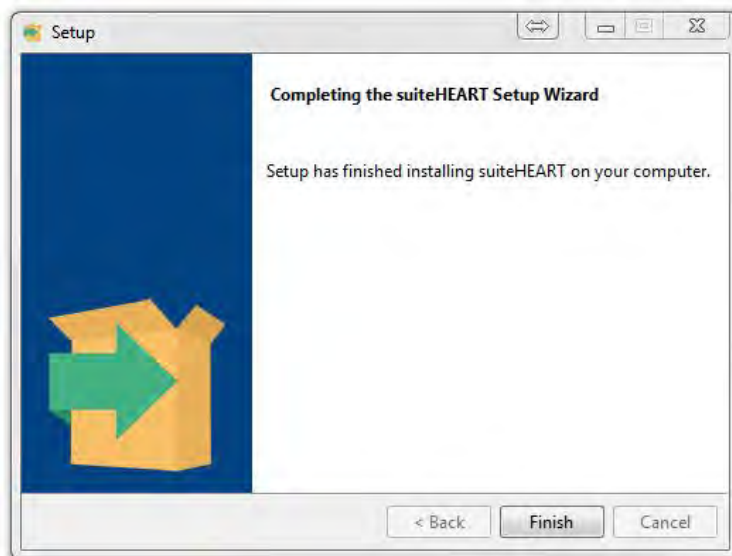 Setup
Completing the suiteHEART Setup Wizard
Setup has finished installing suiteHEART on your computer.
< Back
Finish
Cancel